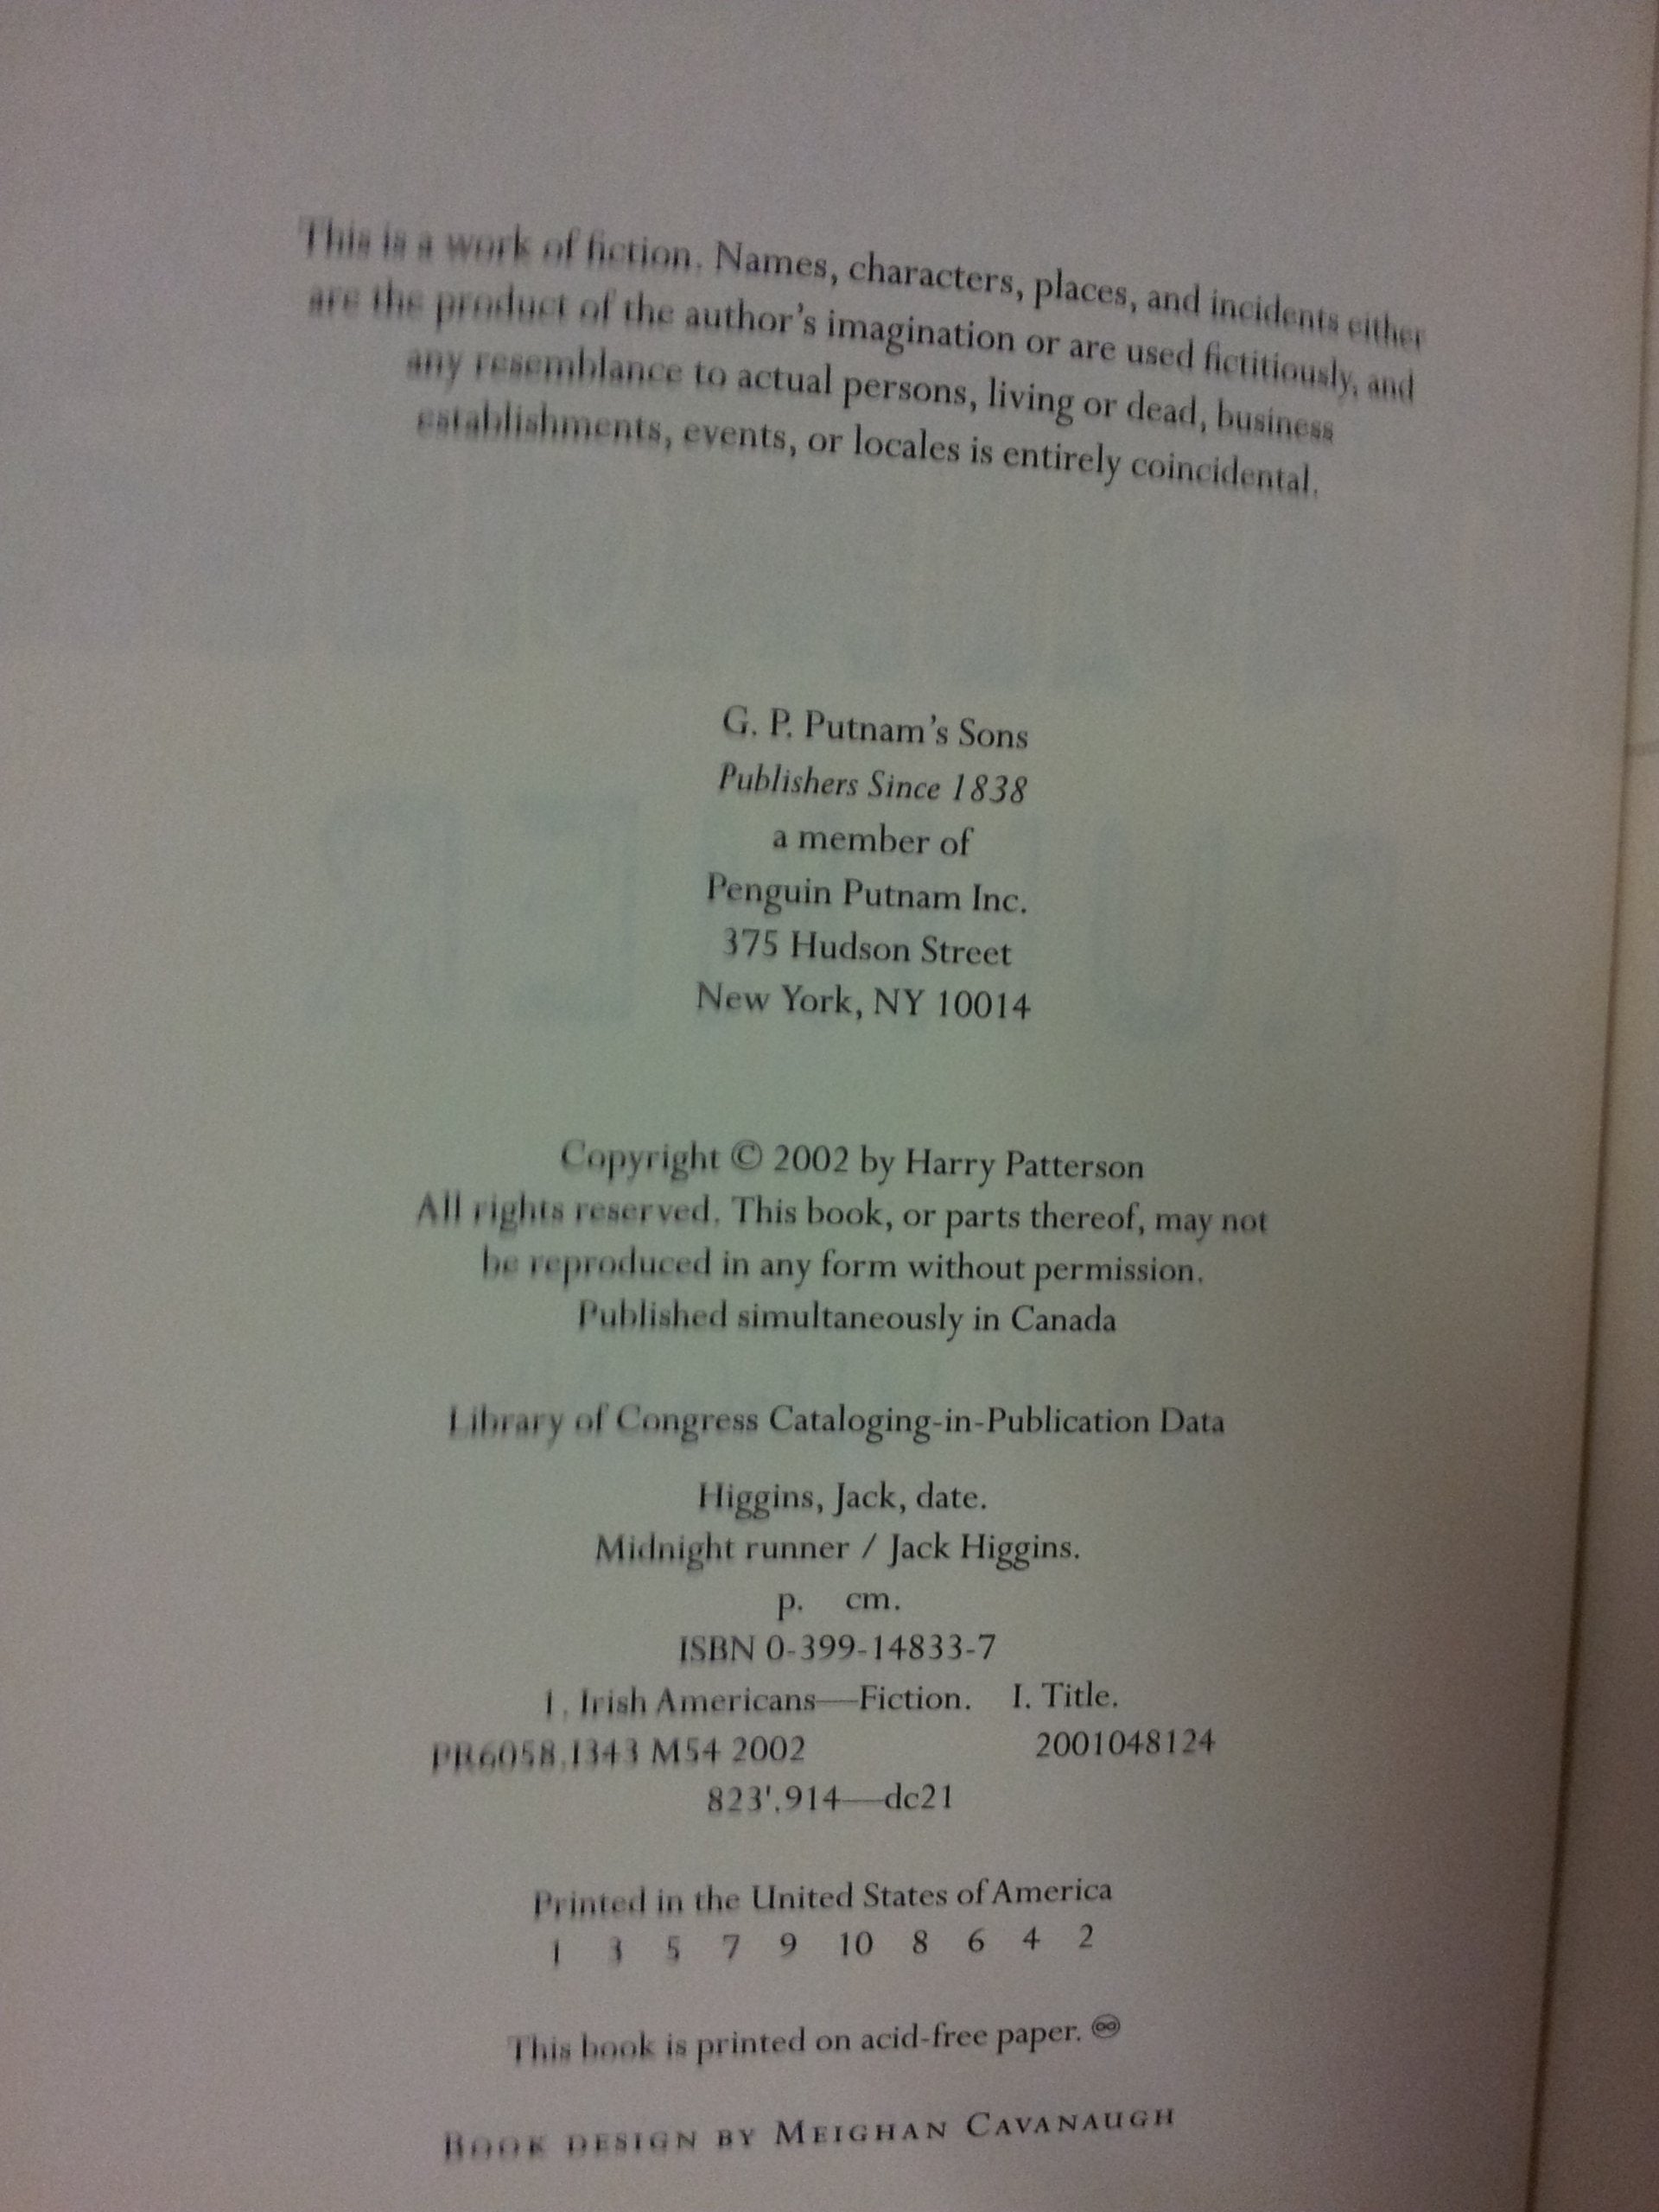 This is a work of fiction. Names, characters, places, and incidents either
are the product of the author's imagination or are used fictitiously, and
any resemblance to actual persons, living or dead, business
establishments, events, or locales is entirely coincidental.
G. P. Putnam's Sons
Publishers Since 1838
a member of
Penguin Putnam Inc.
375 Hudson Street
New York, NY 10014
Copyright © 2002 by Harry Patterson
All rights reserved. This book, or parts thereof, may not
be reproduced in any form without permission.
Published simultaneously in Canada
Library of Congress Cataloging-in-Publication Data
Higgins, Jack, date.
Midnight runner / Jack Higgins.
p. cm.
ISBN 0-399-14833-7
1. Irish Americans—Fiction. I. Title.
PR6058.I343 M54 2002 2001048124
823'.914—dc21
Printed in the United States of America
1 3 5 7 9 10 8 6 4 2
This book is printed on acid-free paper. ♾
BOOK DESIGN BY MEIGHAN CAVANAUGH